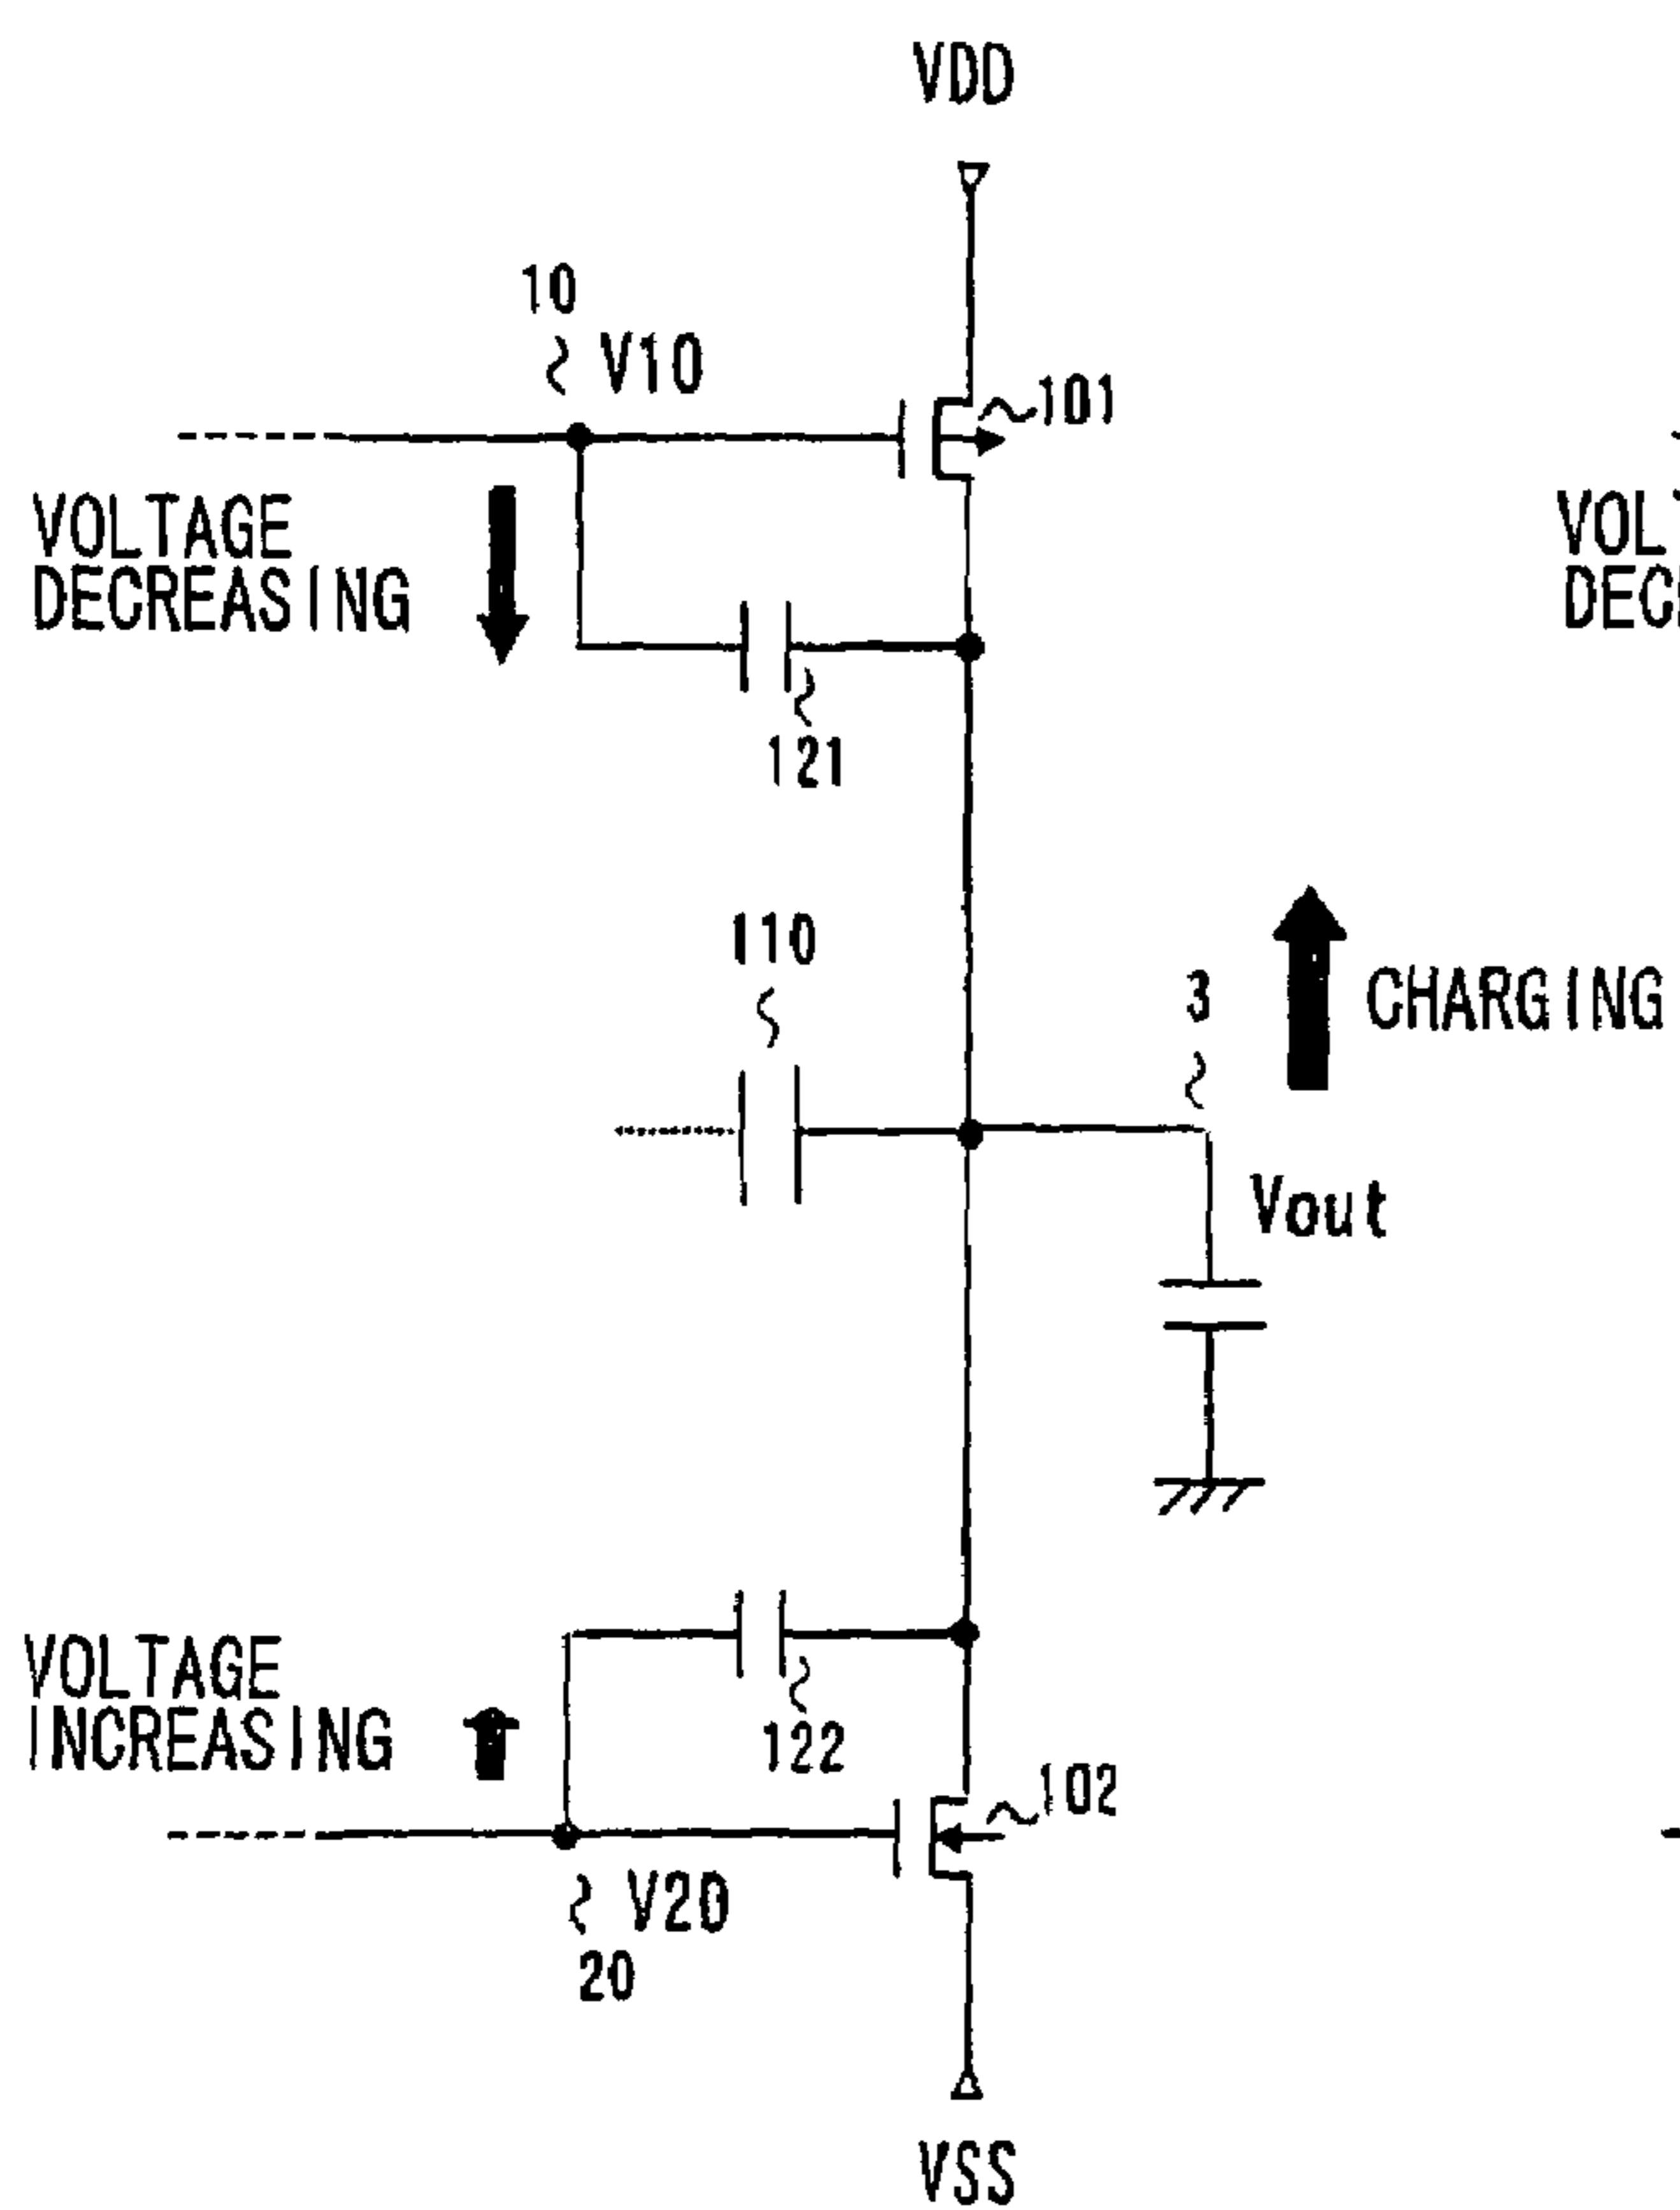 VDD
10
V10
101
VOLTAGE
DECREASING
121
110
3
CHARGING
Vout
VOLTAGE
INCREASING
122
102
V20
20
VSS